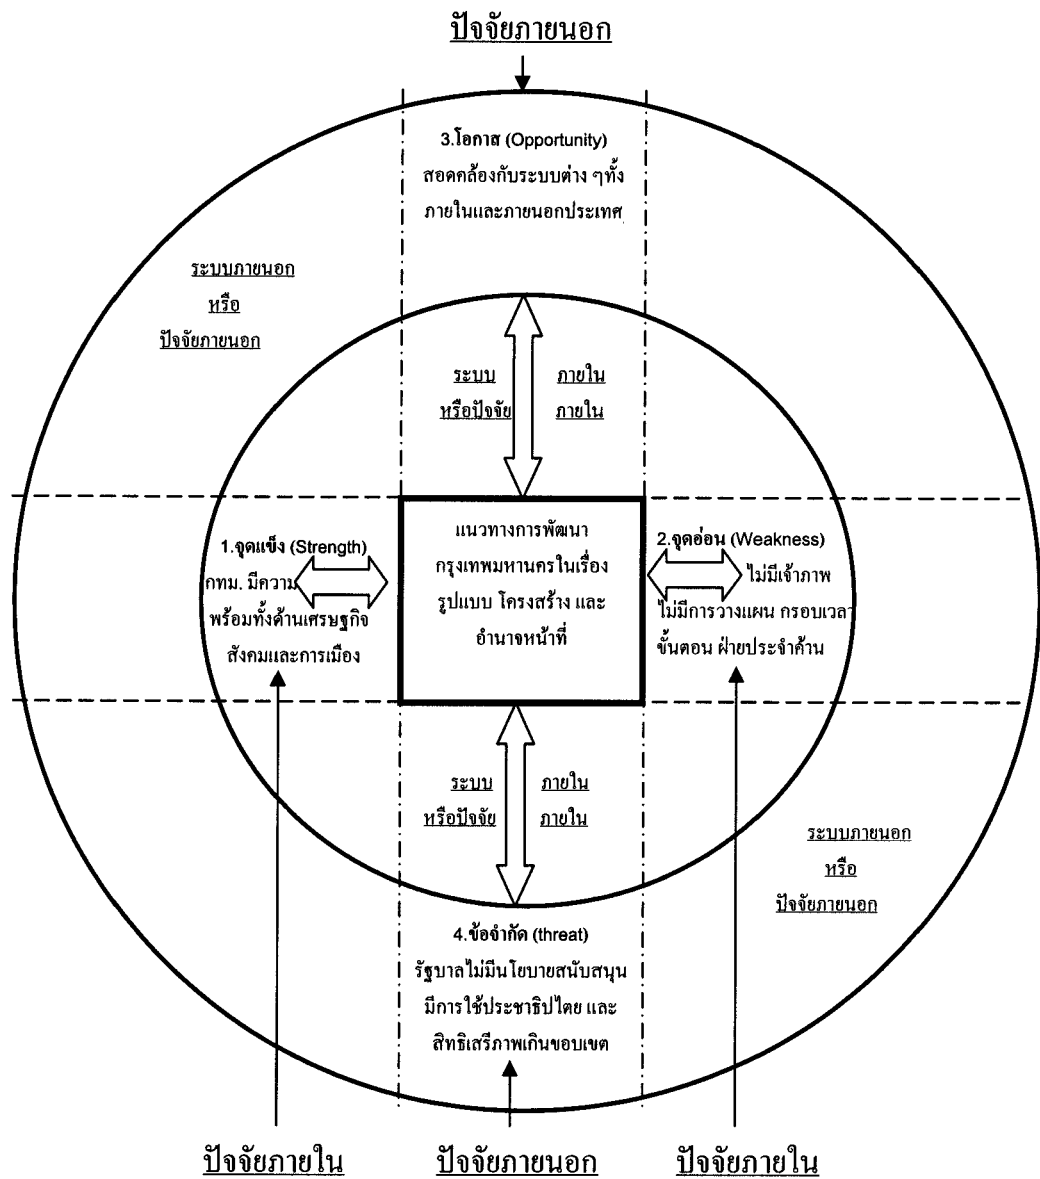 ปัจจัยภายนอก
3.โอกาส (Opportunity)
สอดคล้องกับระบบต่าง ๆทั้ง
ภายในและภายนอกประเทศ
ระบบภายนอก
หรือ
ปัจจัยภายนอก
ระบบ ภายใน
หรือปัจจัย ภายใน
แนวทางการพัฒนา
กรุงเทพมหานครในเรื่อง
รูปแบบ โครงสร้าง และ
อำนาจหน้าที่
1.จุดแข็ง (Strength)
กทม. มีความ
พร้อมทั้งด้านเศรษฐกิจ
สังคมและการเมือง
2.จุดอ่อน (Weakness)
ไม่มีเจ้าภาพ
ไม่มีการวางแผน กรอบเวลา
ขั้นตอน ฝ่ายประจำค้าน
ระบบ ภายใน
หรือปัจจัย ภายใน
ระบบภายนอก
หรือ
ปัจจัยภายนอก
4.ข้อจำกัด (threat)
รัฐบาลไม่มีนโยบายสนับสนุน
มีการใช้ประชาธิปไตย และ
สิทธิเสรีภาพเกินขอบเขต
ปัจจัยภายใน ปัจจัยภายนอก ปัจจัยภายใน